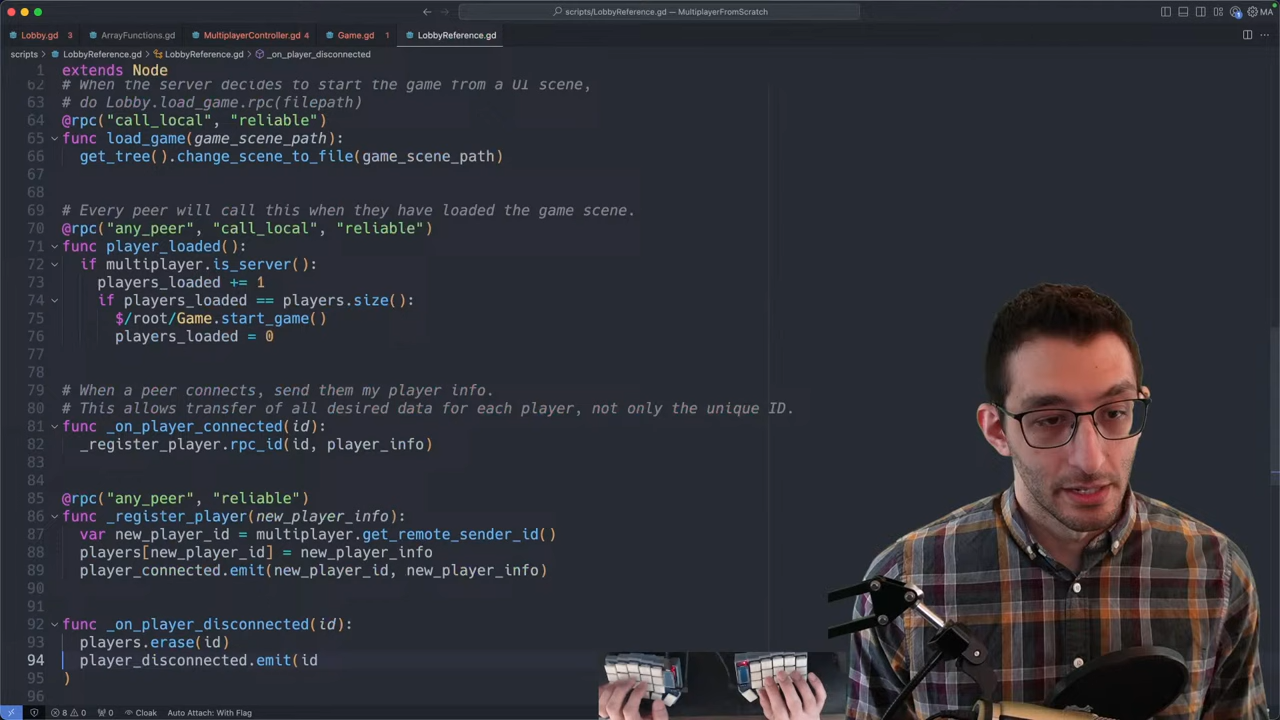 scripts/LobbyReference.gd — MultiplayerFromScratch
MA
Lobby.gd 3
ArrayFunctions.gd
MultiplayerController.gd 4
Game.gd 1
LobbyReference.gd
scripts > LobbyReference.gd > LobbyReference.gd > _on_player_disconnected
1 extends Node
62 # When the server decides to start the game from a UI scene,
63 # do Lobby.load_game.rpc(filepath)
64 @rpc("call_local", "reliable")
65 func load_game(game_scene_path):
66 get_tree().change_scene_to_file(game_scene_path)
67
68
69 # Every peer will call this when they have loaded the game scene.
70 @rpc("any_peer", "call_local", "reliable")
71 func player_loaded():
72 if multiplayer.is_server():
73 players_loaded += 1
74 if players_loaded == players.size():
75 $/root/Game.start_game()
76 players_loaded = 0
77
78
79 # When a peer connects, send them my player info.
80 # This allows transfer of all desired data for each player, not only the unique ID.
81 func _on_player_connected(id):
82 _register_player.rpc_id(id, player_info)
83
84
85 @rpc("any_peer", "reliable")
86 func _register_player(new_player_info):
87 var new_player_id = multiplayer.get_remote_sender_id()
88 players[new_player_id] = new_player_info
89 player_connected.emit(new_player_id, new_player_info)
90
91
92 func _on_player_disconnected(id):
93 players.erase(id)
94 player_disconnected.emit(id
95 )
96
8 0 0 Cloak Auto Attach: With Flag